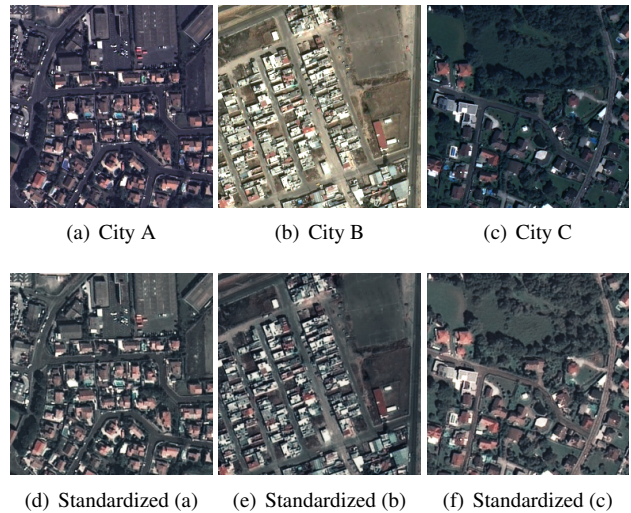 (a) City A
(b) City B
(c) City C
(d) Standardized (a)
(e) Standardized (b)
(f) Standardized (c)